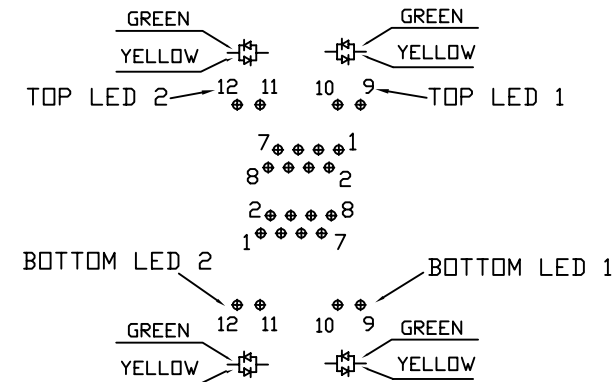 GREEN GREEN
YELLOW YELLOW
12 11 10 9
TOP LED 2 TOP LED 1
7 1
8 2
2 8
1 7
BOTTOM LED 2 BOTTOM LED 1
12 11 10 9
GREEN GREEN
YELLOW YELLOW